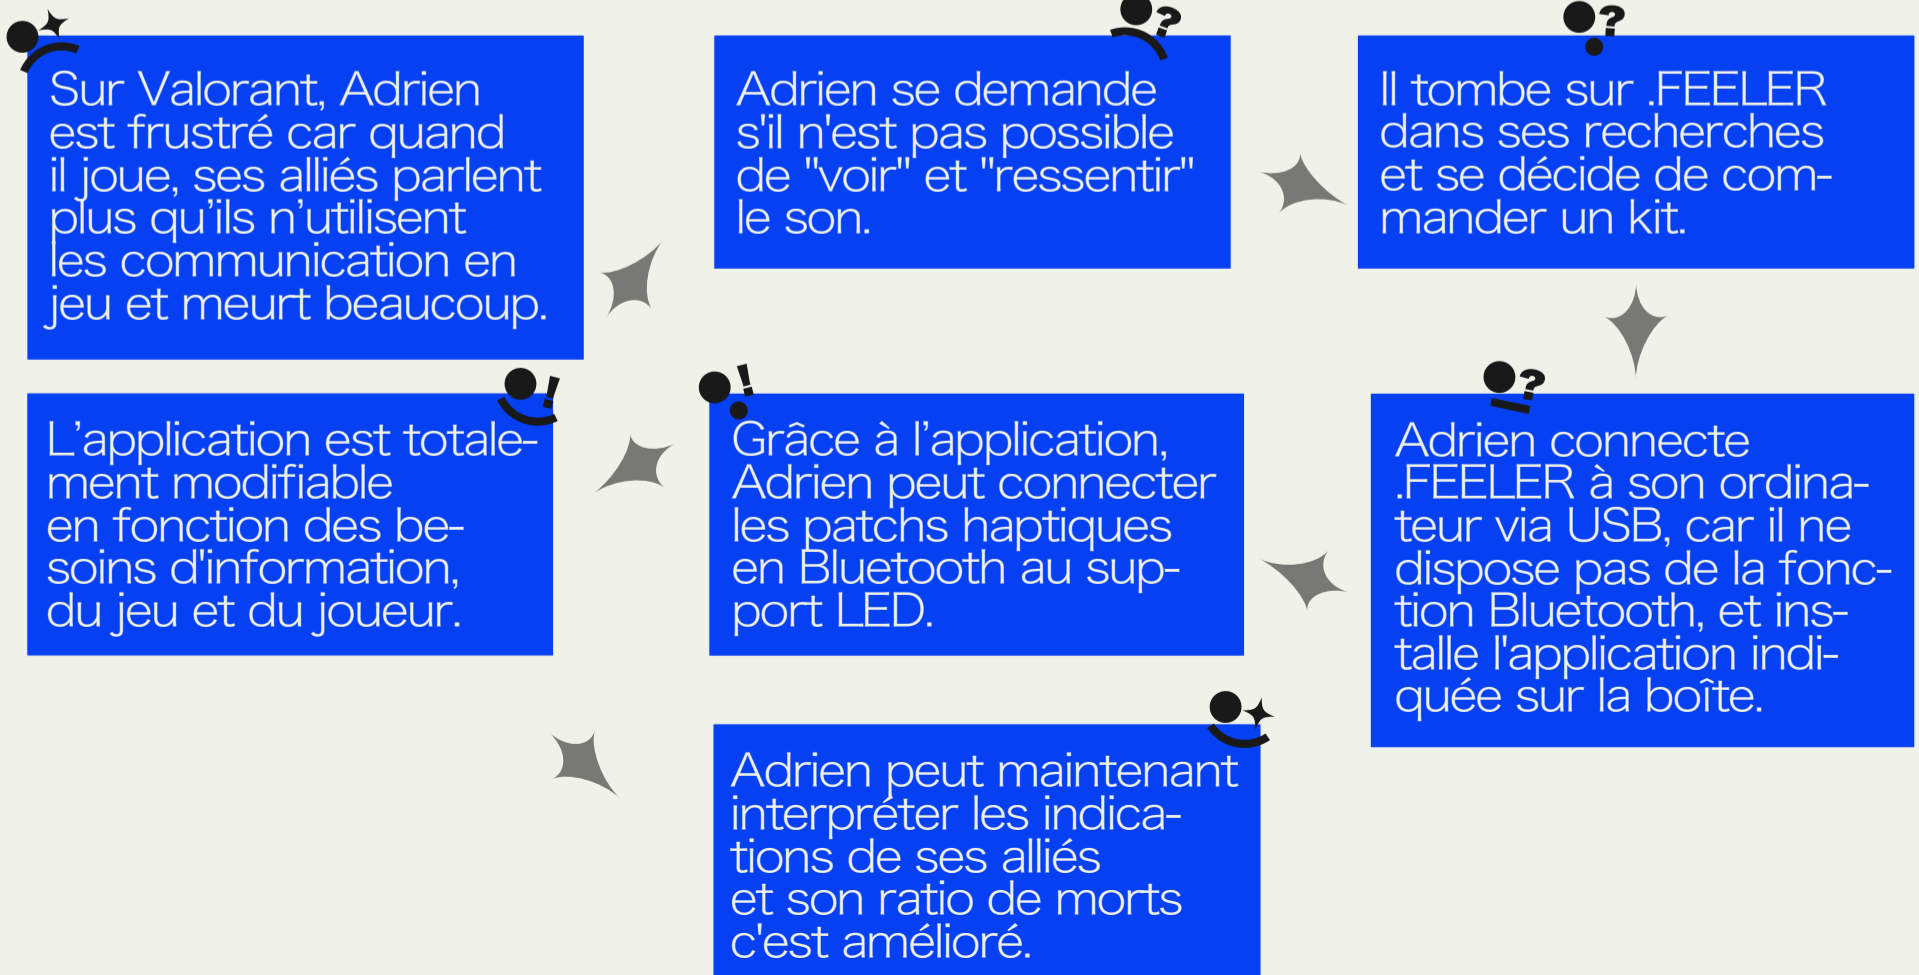 Sur Valorant, Adrien
est frustré car quand
il joue, ses alliés parlent
plus qu’ils n’utilisent
les communication en
jeu et meurt beaucoup.
Adrien se demande
s'il n'est pas possible
de "voir" et "ressentir"
le son.
Il tombe sur .FEELER
dans ses recherches
et se décide de com-
mander un kit.
Adrien connecte
.FEELER à son ordina-
teur via USB, car il ne
dispose pas de la fonc-
tion Bluetooth, et ins-
talle l'application indi-
quée sur la boîte.
Grâce à l’application,
Adrien peut connecter
les patchs haptiques
en Bluetooth au sup-
port LED.
L’application est totale-
ment modifiable
en fonction des be-
soins d'information,
du jeu et du joueur.
Adrien peut maintenant
interpréter les indica-
tions de ses alliés
et son ratio de morts
c'est amélioré.